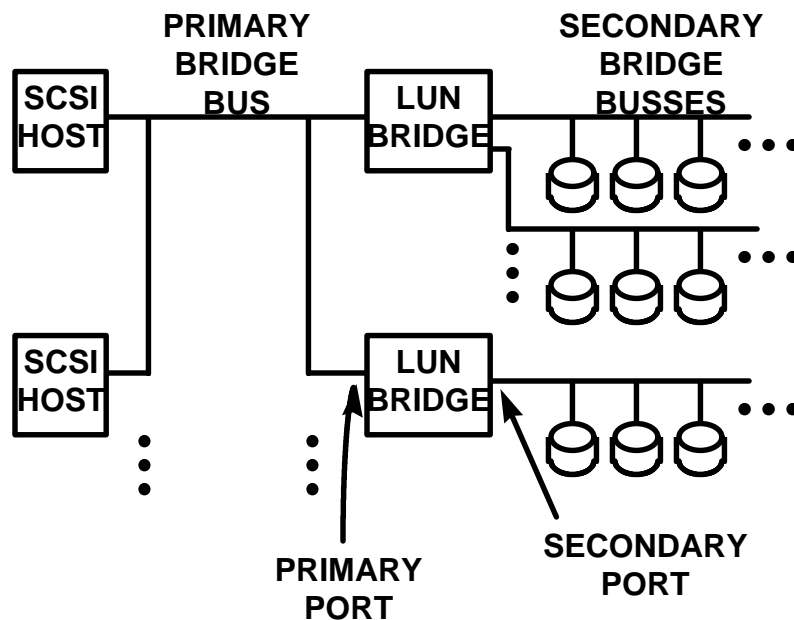 PRIMARY
BRIDGE
BUS
SECONDARY
BRIDGE
BUSSES
SCSI
HOST
LUN
BRIDGE
SCSI
HOST
LUN
BRIDGE
PRIMARY
PORT
SECONDARY
PORT